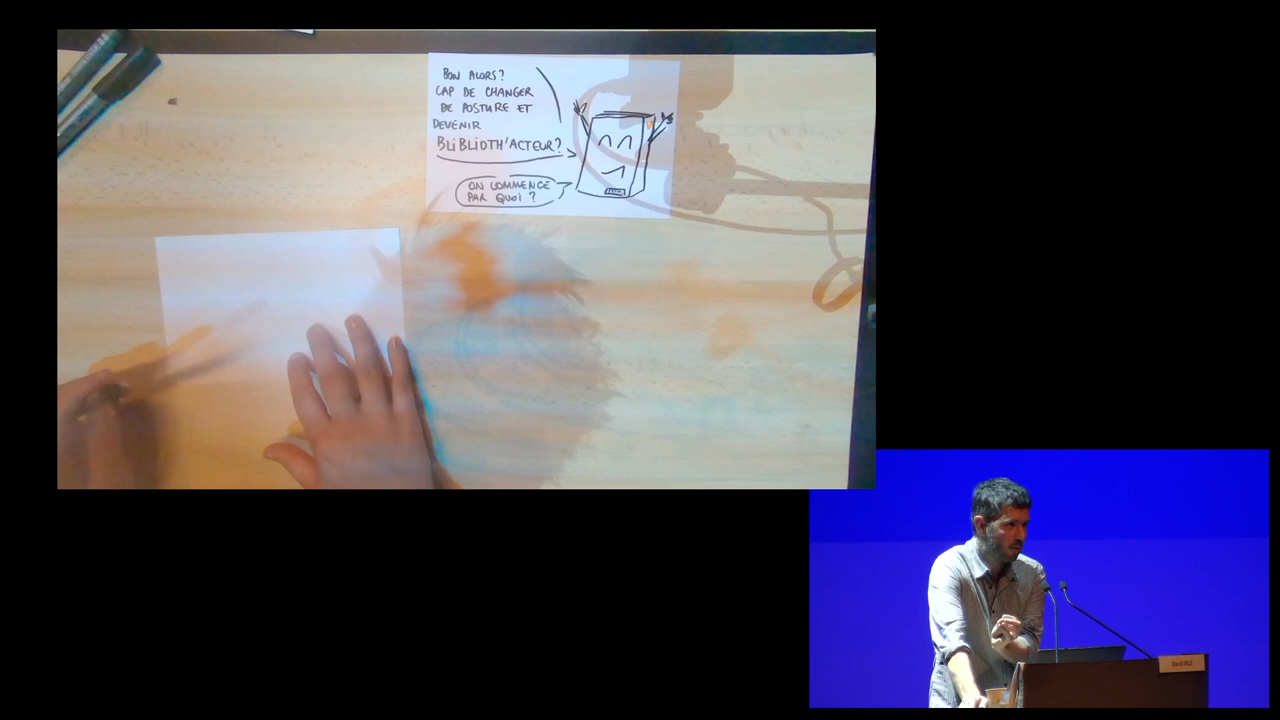 BON ALORS?
CAP DE CHANGER
DE POSTURE ET
DEVENIR
BLIBLIOTH'ACTEUR?
ON COMMENCE
PAR QUOI ?